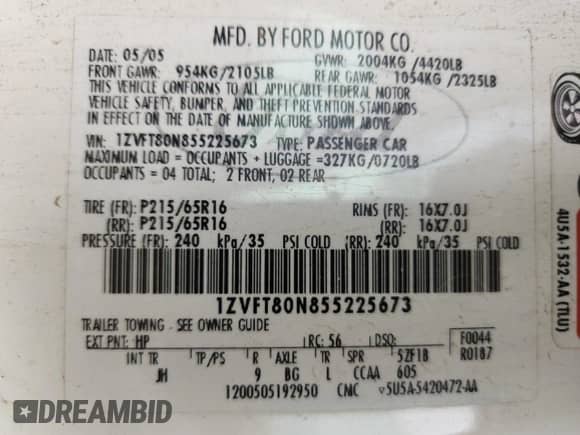 MFD. BY FORD MOTOR CO.
DATE: 05/05 GVWR: 2004KG /4420LB
FRONT GAWR: 954KG/2105LB REAR GAWR: 1054KG /2325LB
THIS VEHICLE CONFORMS TO ALL APPLICABLE FEDERAL MOTOR
VEHICLE SAFETY, BUMPER, AND THEFT PREVENTION STANDARDS
IN EFFECT ON THE DATE OF MANUFACTURE SHOWN ABOVE.
VIN: 1ZVFT80N855225673 TYPE: PASSENGER CAR
MAXIMUM LOAD = OCCUPANTS + LUGGAGE =327KG/0720LB
OCCUPANTS = 04 TOTAL; 2 FRONT, 02 REAR
TIRE (FR): P215/65R16 RIMS (FR): 16X7.0J
(RR): P215/65R16 (RR): 16X7.0J
PRESSURE (FR): 240 kPa/35 PSI COLD (RR): 240 kPa/35 PSI COLD
1ZVFT80N855225673
TRAILER TOWING - SEE OWNER GUIDE
EXT PNT: HP RC: 56 DSO: F0044
INT TR TP/PS R AXLE TR SPR 5ZF1B R0187
JH 9 BG L CCAA 605
1200505192950 CMC 5U5A-5420472-AA
4U5A-1532-AA (TLU)
DREAMBID